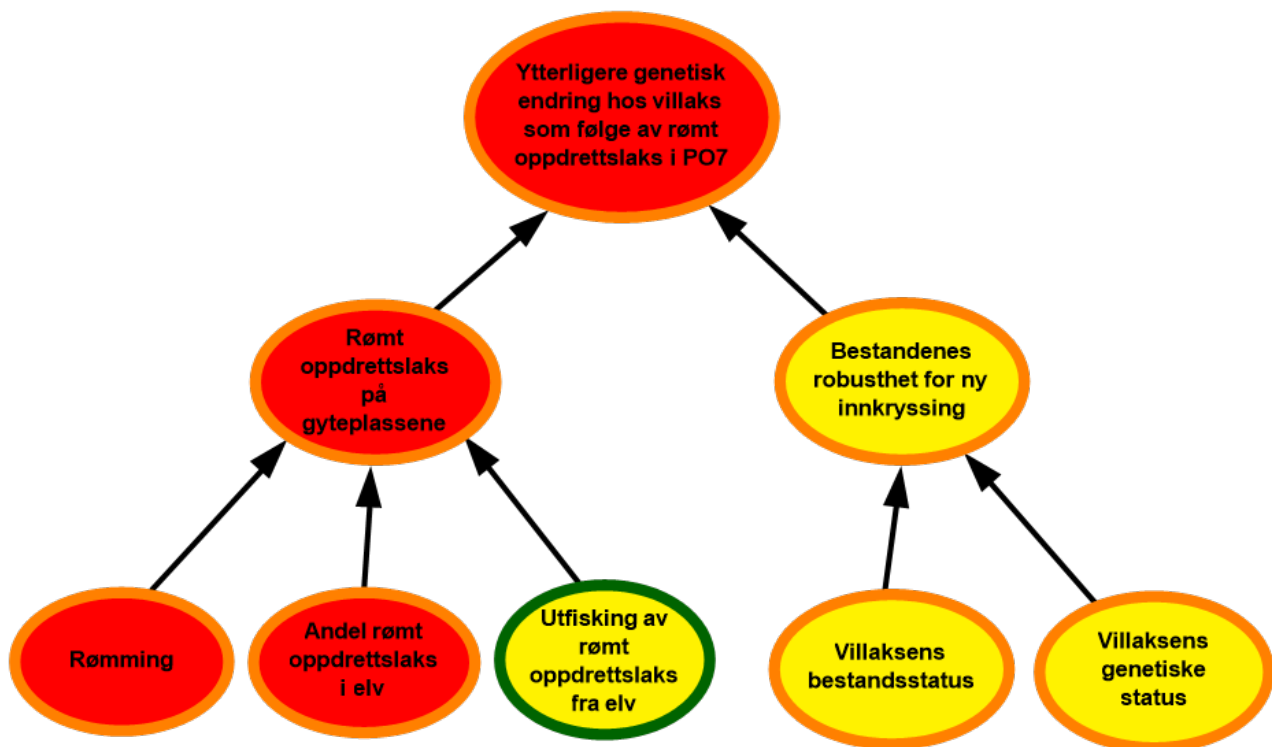 Ytterligere genetisk
endring hos villaks
som følge av rømt
oppdrettslaks i PO7
Rømt
oppdrettslaks
på
gyteplassene
Bestandenes
robusthet for ny
innkryssing
Rømming
Andel rømt
oppdrettslaks
i elv
Utfisking av
rømt
oppdrettslaks
fra elv
Villaksens
bestandsstatus
Villaksens
genetiske
status